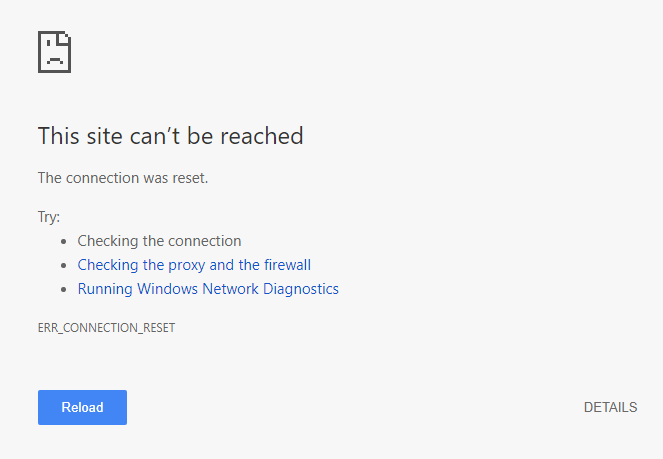 This site can’t be reached
The connection was reset.
Try:
• Checking the connection
• Checking the proxy and the firewall
• Running Windows Network Diagnostics
ERR_CONNECTION_RESET
Reload
DETAILS